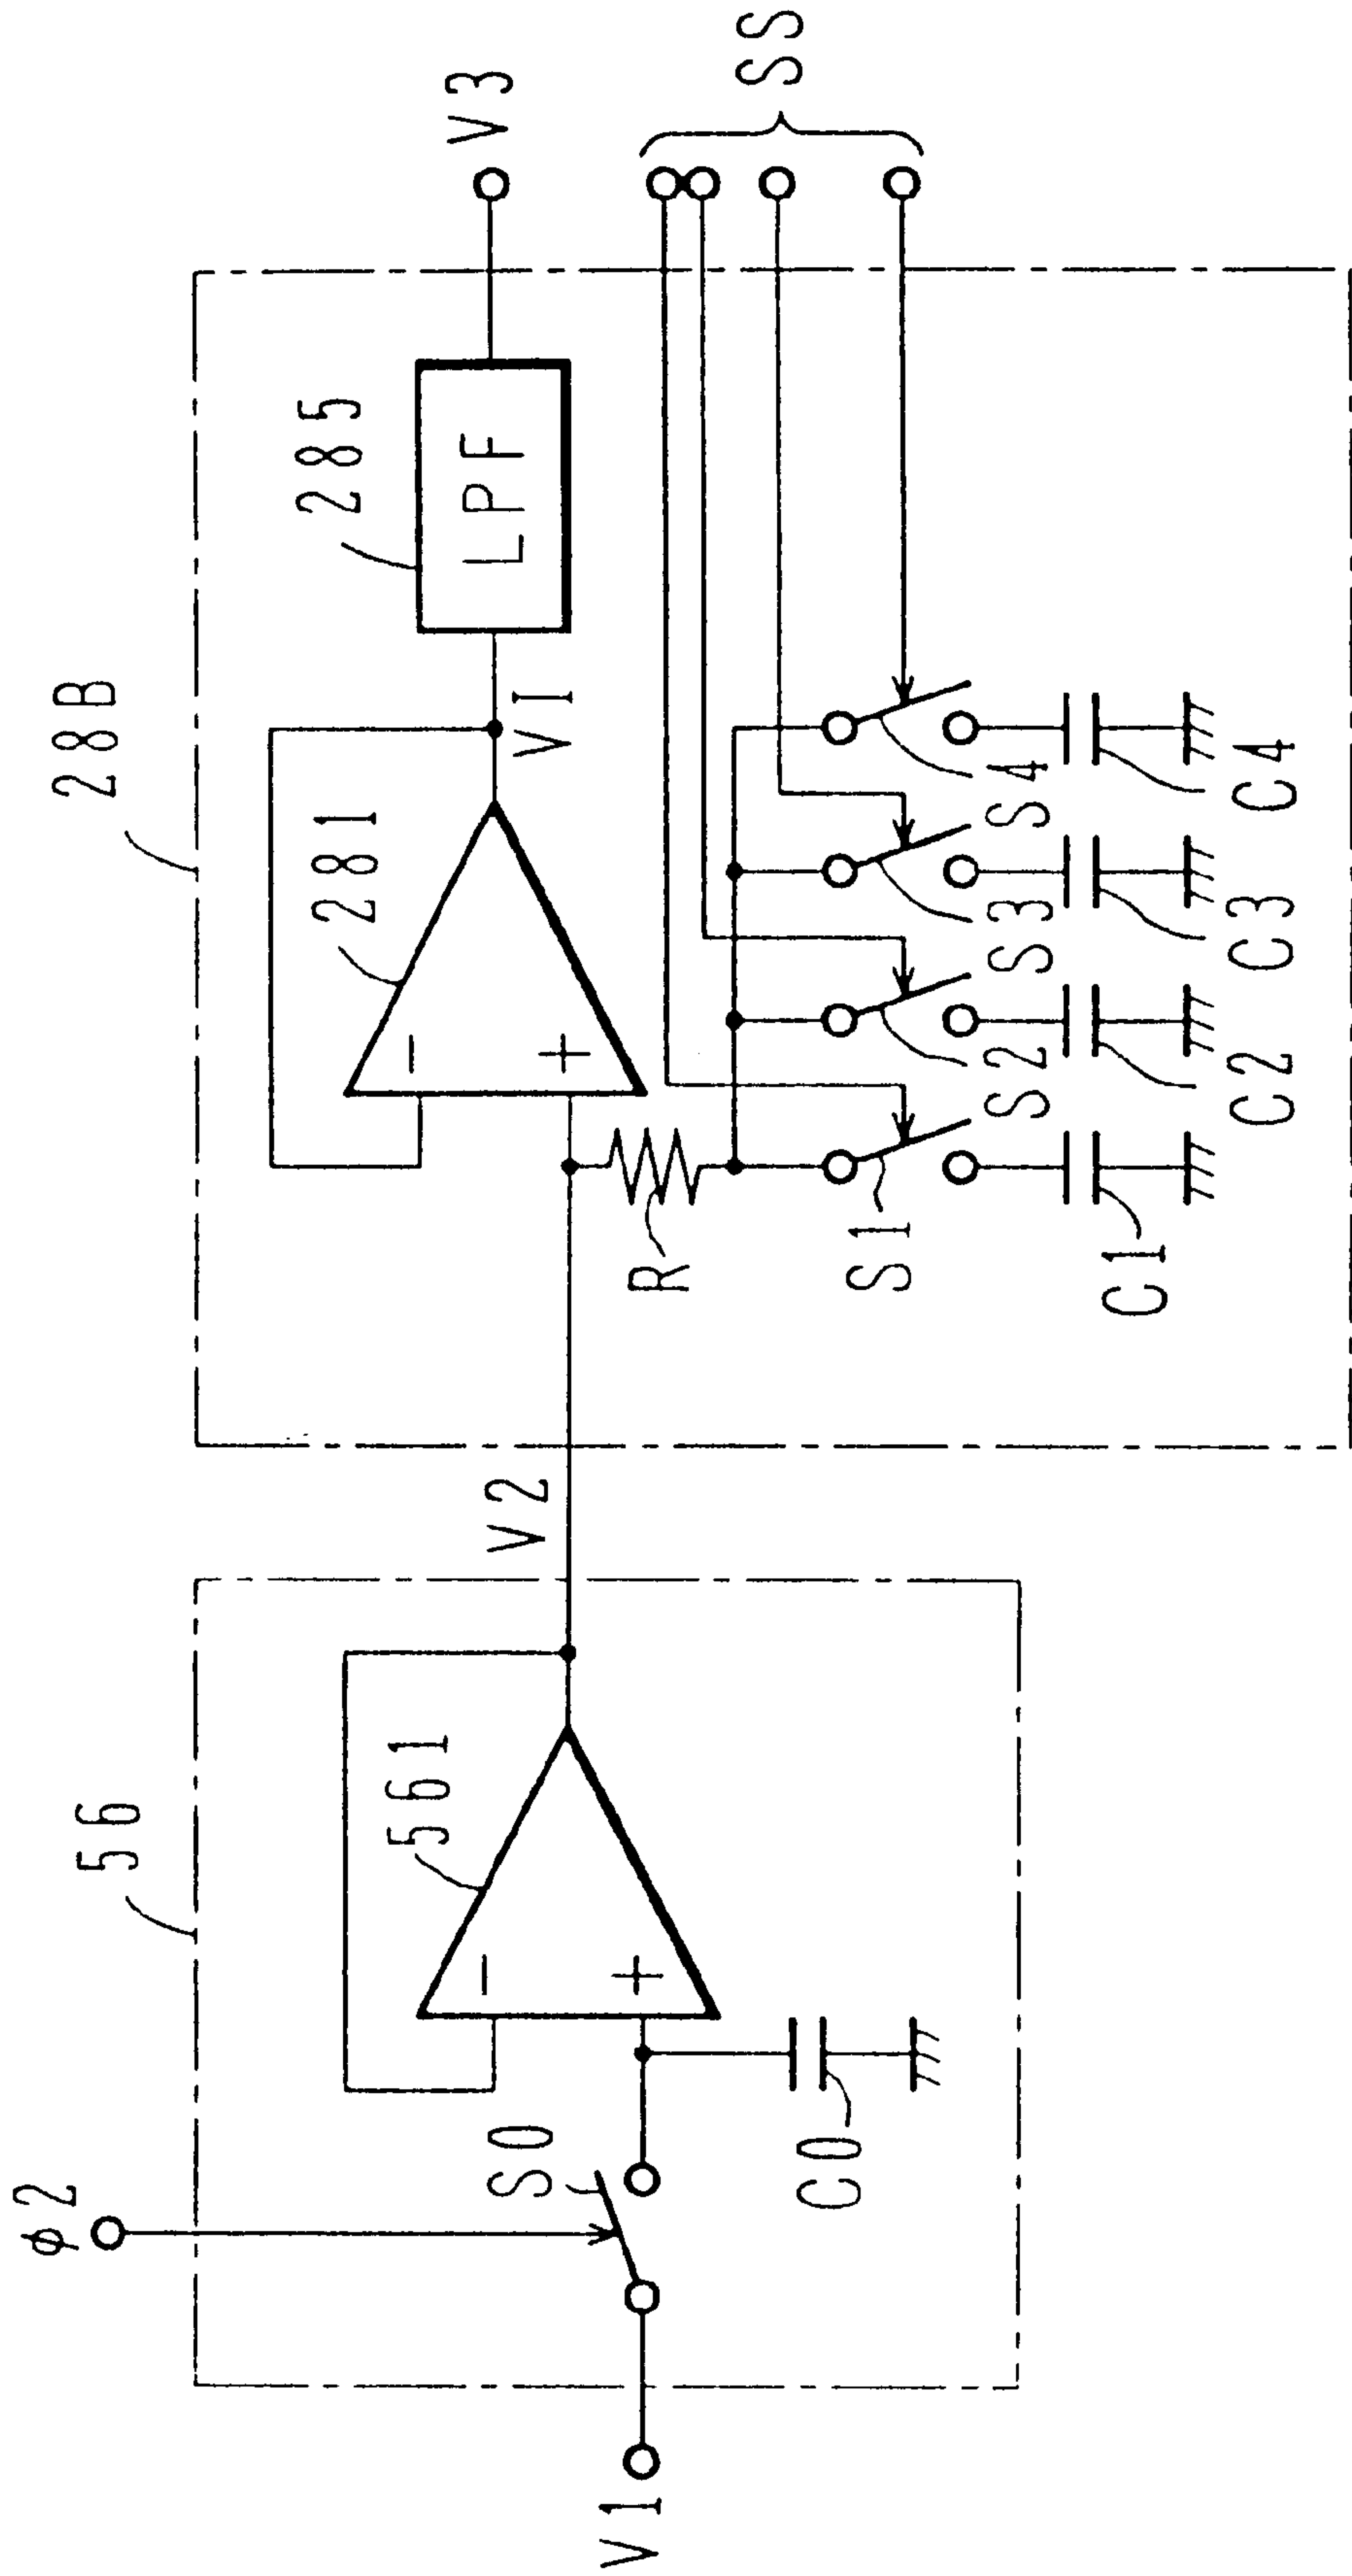 28B
56
φ2
V1
S0
C0
561
−
+
V2
281
−
+
VI
285
LPF
V3
SS
R
S1
S2
S3
S4
C1
C2
C3
C4